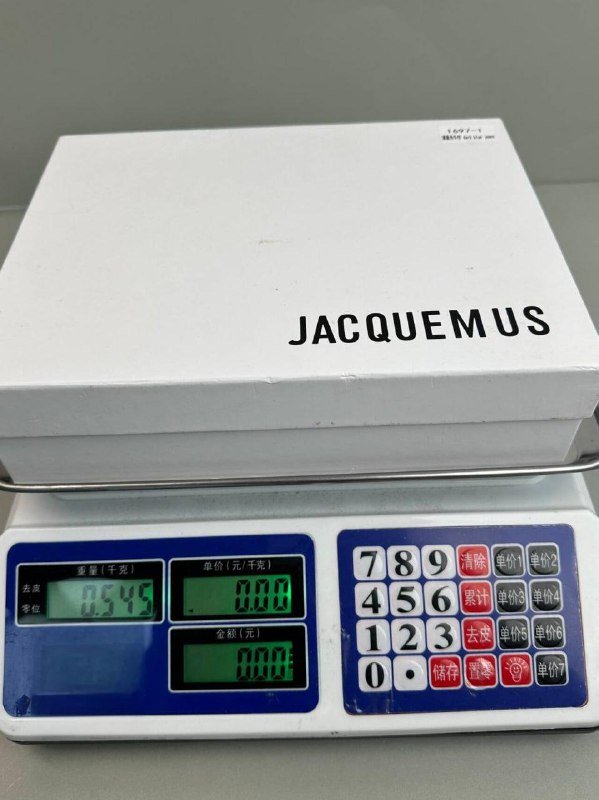 1697-1
JACQUEMUS
重量(千克)
去皮
零位
0.545
单价(元/千克)
0.00
金额(元)
0.00
7 8 9 清除 单价1 单价2
4 5 6 累计 单价3 单价4
1 2 3 去皮 单价5 单价6
0 . 储存 置零 单价7